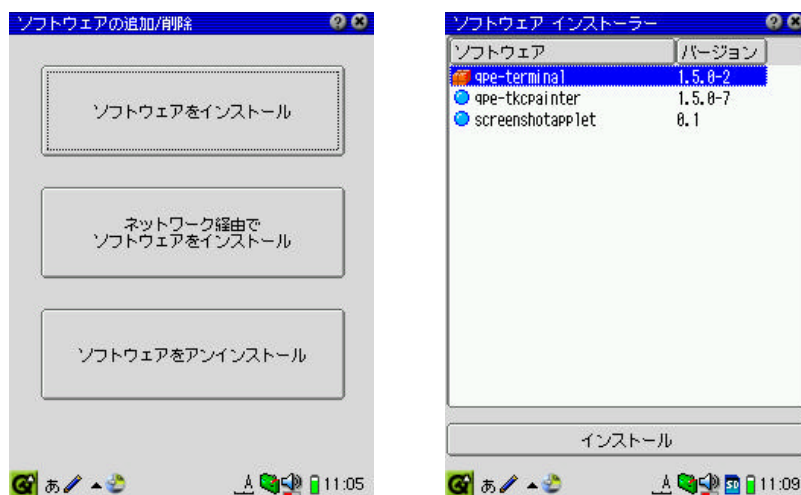 ソフトウェアの追加/削除
ソフトウェアをインストール
ネットワーク経由で
ソフトウェアをインストール
ソフトウェアをアンインストール
あ
A
11:05
ソフトウェア インストーラー
ソフトウェア バージョン
qpe-terminal 1.5.0-2
qpe-tkcpainter 1.5.0-7
screenshotapplet 0.1
インストール
あ
A
SD
11:09